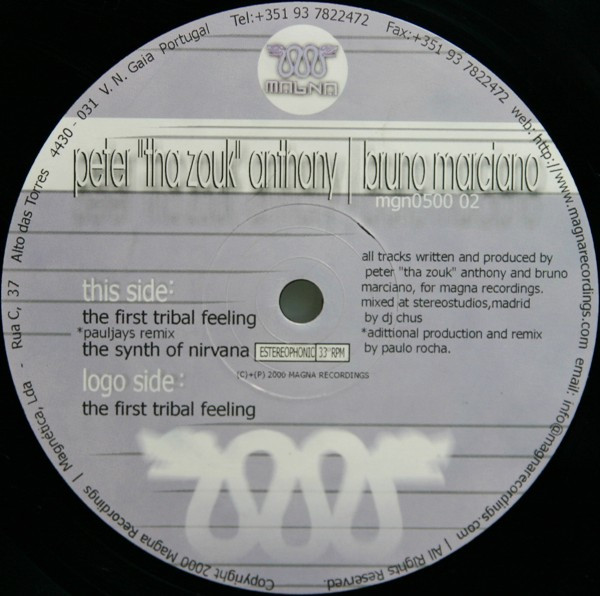 Rua C, 37 Alto das Torres 4430 - 031 V. N. Gaia Portugal Tel:+351 93 7822472 Fax:+351 93 7822472 web: http://www.magnarecordings.com email: info@magnarecordings.com | All Rights Reserved.
Copyright 2000 Magna Recordings | Magnética, Lda -
MAGNA
peter "tha zouk" anthony | bruno marciano
mgn0500 02
all tracks written and produced by
peter "tha zouk" anthony and bruno
marciano, for magna recordings.
mixed at stereostudios,madrid
by dj chus
*adittional production and remix
by paulo rocha.
this side:
the first tribal feeling
*pauljays remix
the synth of nirvana ESTEREOPHONIC 33"RPM
(C)+(P) 2000 MAGNA RECORDINGS
logo side:
the first tribal feeling